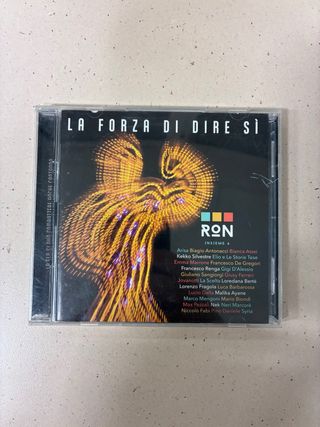 LA FORZA DI DIRE SÌ
RON
INSIEME A
Arisa Biagio Antonacci Bianca Atzei
Kekko Silvestre Elio e Le Storie Tese
Emma Marrone Francesco De Gregori
Francesco Renga Gigi D'Alessio
Giuliano Sangiorgi Giusy Ferreri
Jovanotti La Scelta Loredana Bertè
Lorenzo Fragola Luca Barbarossa
Lucio Dalla Malika Ayane
Marco Mengoni Mario Biondi
Max Pezzali Nek Neri Marcorè
Niccolò Fabi Pino Daniele Syria